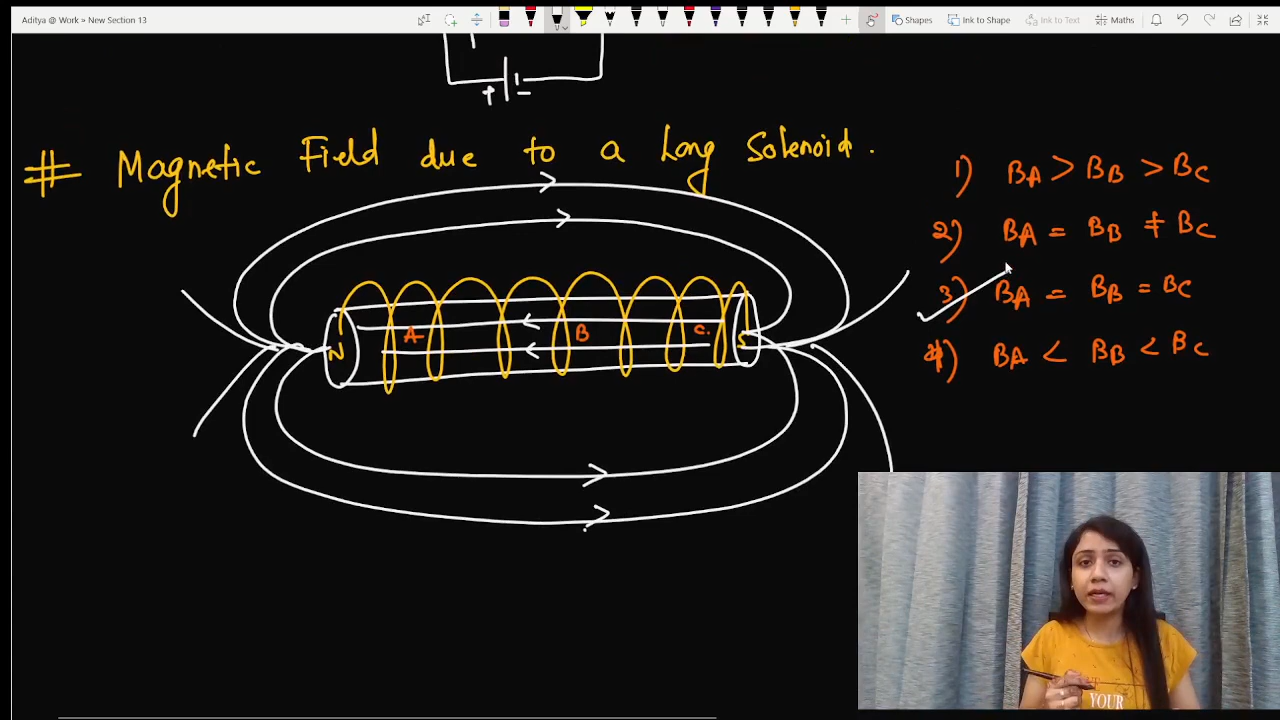 Aditya @ Work » New Section 13
Shapes
Ink to Shape
Ink to Text
Maths
+ -
# Magnetic Field due to a Long Solenoid.
1) BA > BB > BC
2) BA = BB ≠ BC
3) BA = BB = BC
4) BA < BB < BC
N A B C. S
YOUR